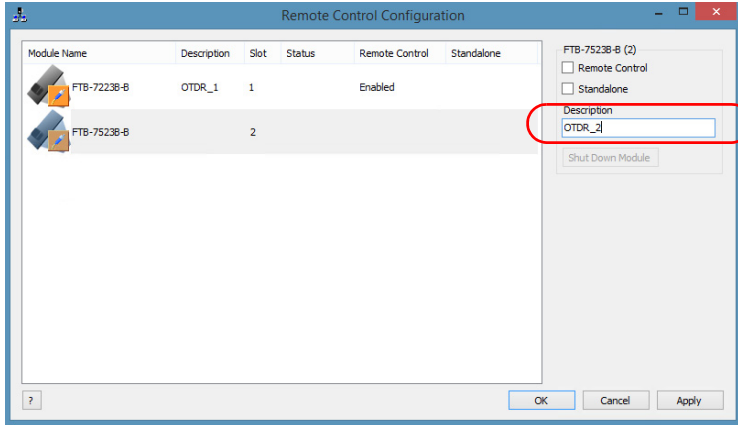 Remote Control Configuration
Module Name Description Slot Status Remote Control Standalone
FTB-7223B-B OTDR_1 1 Enabled
FTB-7523B-B 2
FTB-7523B-B (2)
Remote Control
Standalone
Description
OTDR_2
Shut Down Module
? OK Cancel Apply